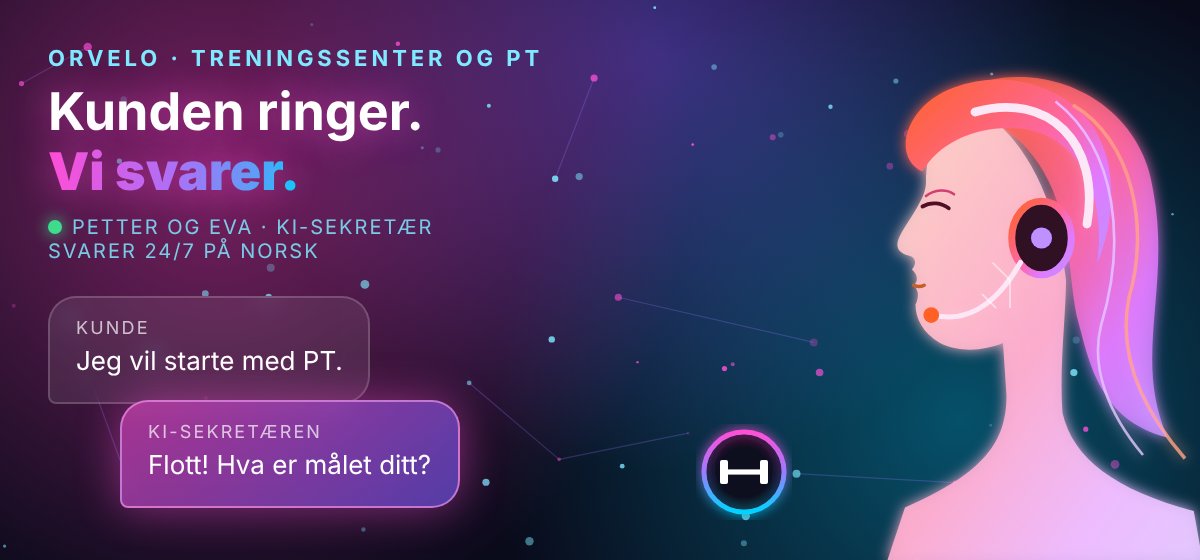 ORVELO · TRENINGSSENTER OG PT
Kunden ringer.
Vi svarer.
PETTER OG EVA · KI-SEKRETÆR
SVARER 24/7 PÅ NORSK
KUNDE
Jeg vil starte med PT.
KI-SEKRETÆREN
Flott! Hva er målet ditt?